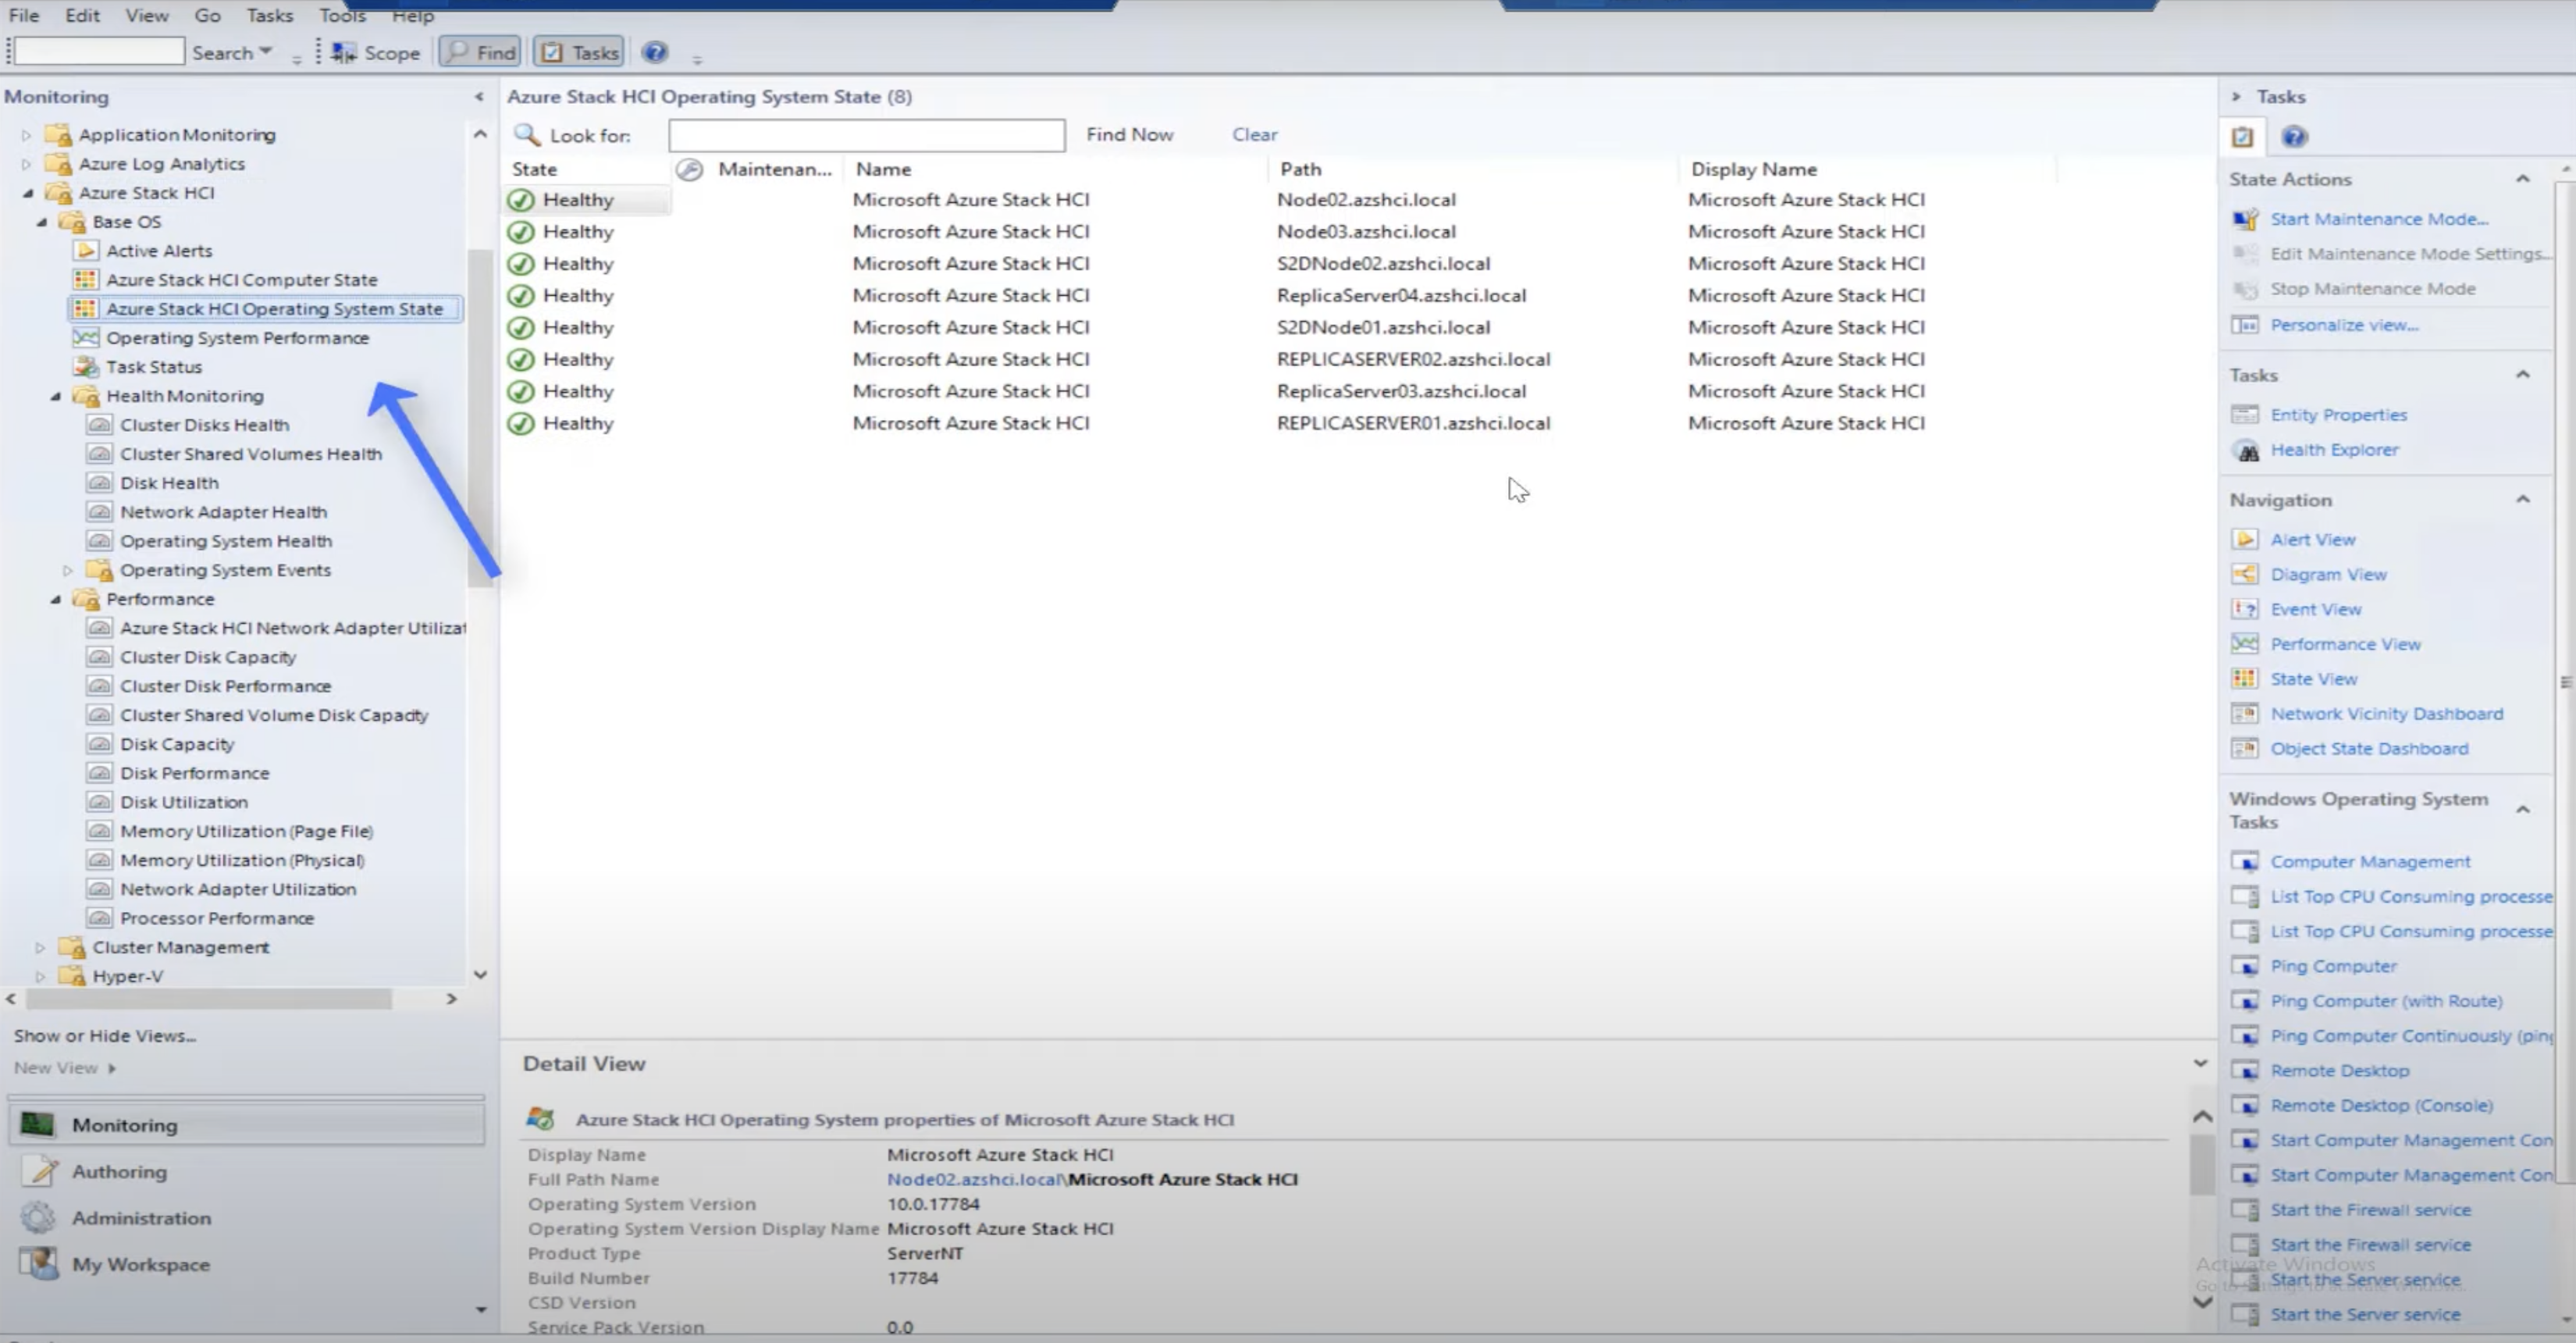 File Edit View Go Tasks Tools Help
Search Scope Find Tasks
Monitoring
Application Monitoring
Azure Log Analytics
Azure Stack HCI
Base OS
Active Alerts
Azure Stack HCI Computer State
Azure Stack HCI Operating System State
Operating System Performance
Task Status
Health Monitoring
Cluster Disks Health
Cluster Shared Volumes Health
Disk Health
Network Adapter Health
Operating System Health
Operating System Events
Performance
Azure Stack HCI Network Adapter Utilizat
Cluster Disk Capacity
Cluster Disk Performance
Cluster Shared Volume Disk Capacity
Disk Capacity
Disk Performance
Disk Utilization
Memory Utilization (Page File)
Memory Utilization (Physical)
Network Adapter Utilization
Processor Performance
Cluster Management
Hyper-V
Show or Hide Views...
New View
Monitoring
Authoring
Administration
My Workspace
Azure Stack HCI Operating System State (8)
Look for: Find Now Clear
State Maintenan... Name Path Display Name
Healthy Microsoft Azure Stack HCI Node02.azshci.local Microsoft Azure Stack HCI
Healthy Microsoft Azure Stack HCI Node03.azshci.local Microsoft Azure Stack HCI
Healthy Microsoft Azure Stack HCI S2DNode02.azshci.local Microsoft Azure Stack HCI
Healthy Microsoft Azure Stack HCI ReplicaServer04.azshci.local Microsoft Azure Stack HCI
Healthy Microsoft Azure Stack HCI S2DNode01.azshci.local Microsoft Azure Stack HCI
Healthy Microsoft Azure Stack HCI REPLICASERVER02.azshci.local Microsoft Azure Stack HCI
Healthy Microsoft Azure Stack HCI ReplicaServer03.azshci.local Microsoft Azure Stack HCI
Healthy Microsoft Azure Stack HCI REPLICASERVER01.azshci.local Microsoft Azure Stack HCI
Detail View
Azure Stack HCI Operating System properties of Microsoft Azure Stack HCI
Display Name Microsoft Azure Stack HCI
Full Path Name Node02.azshci.local\Microsoft Azure Stack HCI
Operating System Version 10.0.17784
Operating System Version Display Name Microsoft Azure Stack HCI
Product Type ServerNT
Build Number 17784
CSD Version
Service Pack Version 0.0
Tasks
State Actions
Start Maintenance Mode...
Edit Maintenance Mode Settings...
Stop Maintenance Mode
Personalize view...
Tasks
Entity Properties
Health Explorer
Navigation
Alert View
Diagram View
Event View
Performance View
State View
Network Vicinity Dashboard
Object State Dashboard
Windows Operating System
Tasks
Computer Management
List Top CPU Consuming processe
List Top CPU Consuming processe
Ping Computer
Ping Computer (with Route)
Ping Computer Continuously (ping
Remote Desktop
Remote Desktop (Console)
Start Computer Management Con
Start Computer Management Con
Start the Firewall service
Start the Firewall service
Activate Windows
Start the Server service
Start the Server service